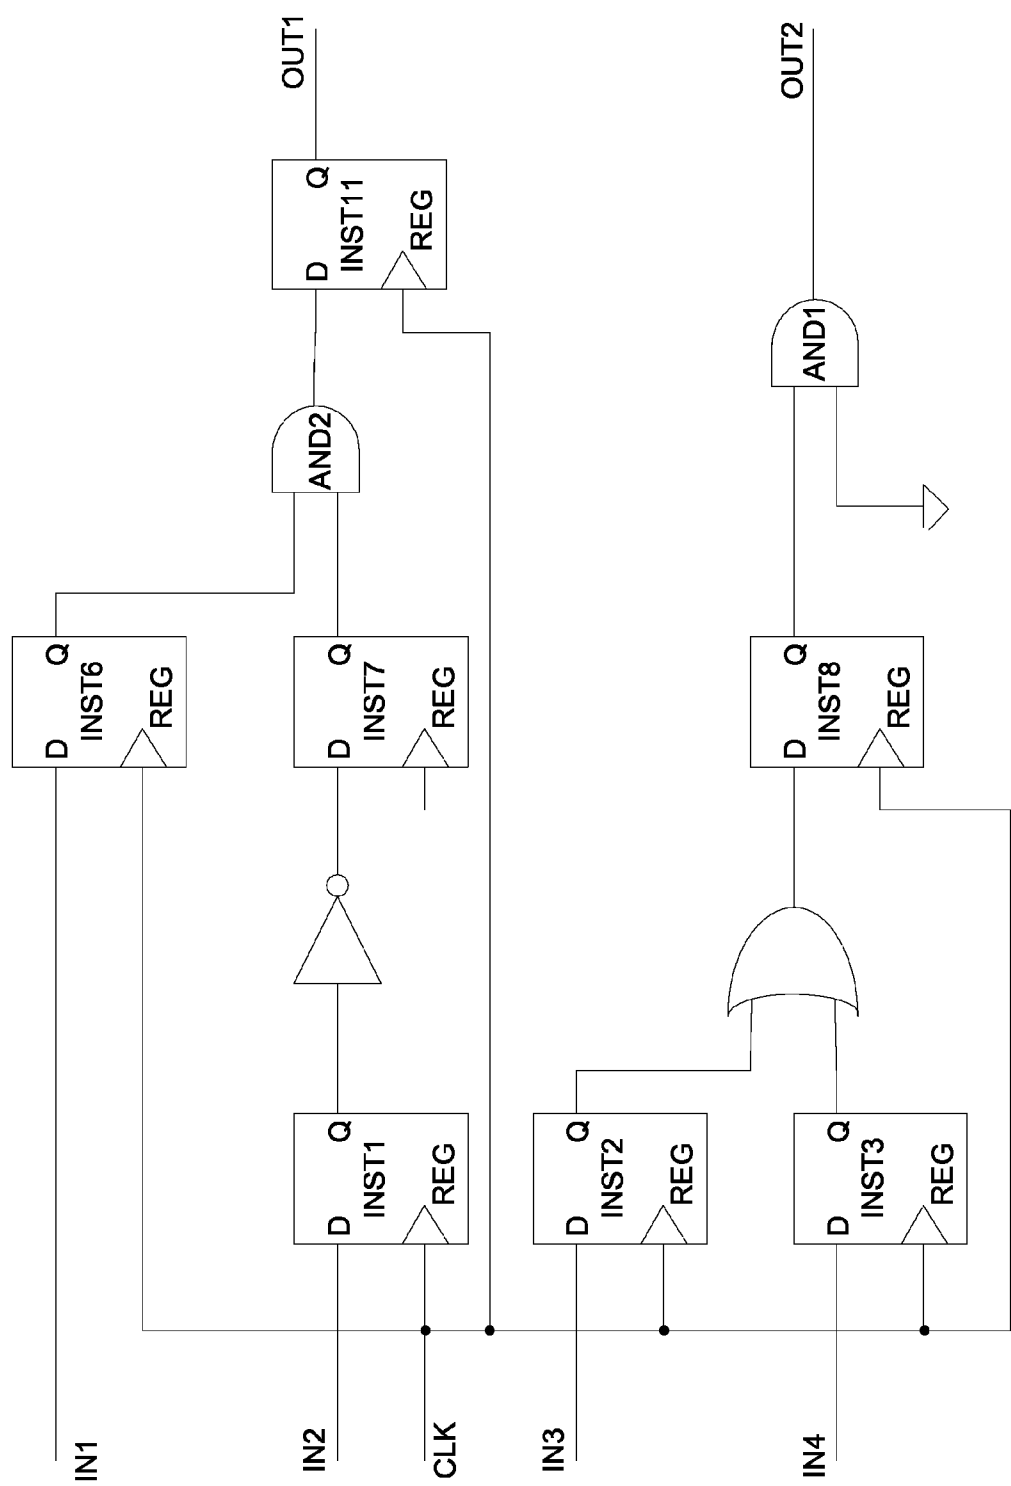 IN1
D
Q
INST6
REG
IN2
D
Q
INST1
REG
CLK
D
Q
INST7
REG
AND2
D
Q
INST11
REG
OUT1
IN3
D
Q
INST2
REG
IN4
D
Q
INST3
REG
D
Q
INST8
REG
AND1
OUT2